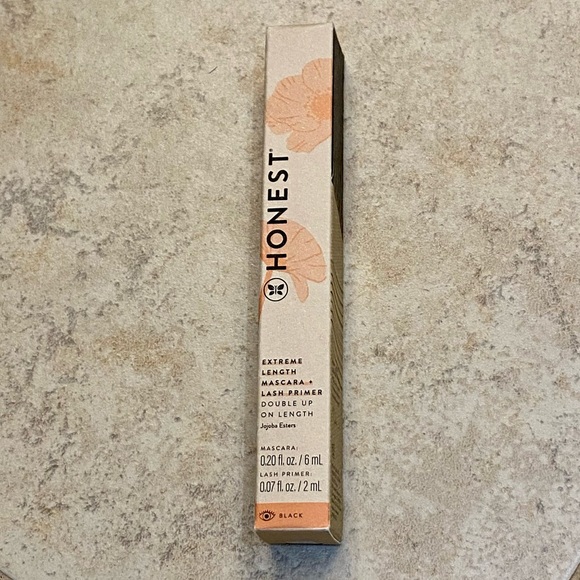 HONEST®
EXTREME
LENGTH
MASCARA +
LASH PRIMER
DOUBLE UP
ON LENGTH
Jojoba Esters
MASCARA:
0.20 fl. oz. / 6 mL
LASH PRIMER:
0.07 fl. oz. / 2 mL
BLACK